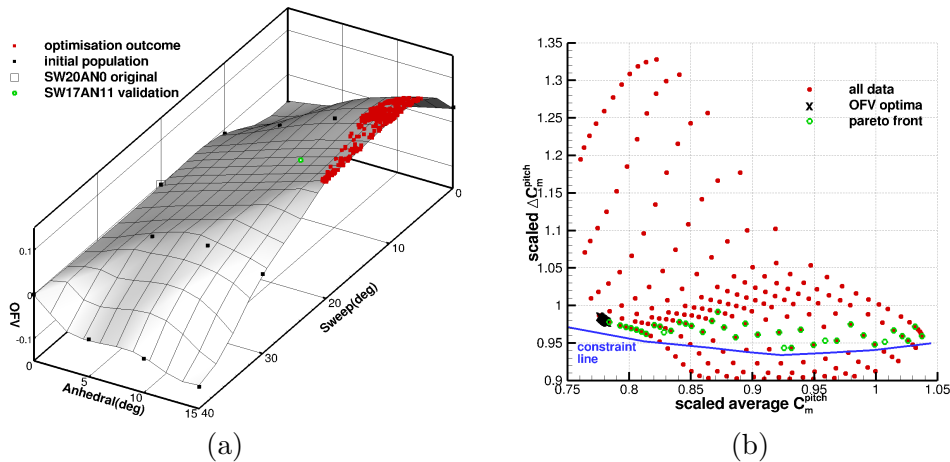 optimisation outcome
initial population
SW20AN0 original
SW17AN11 validation
0.1
0
-0.1
OFV
0
5
10
15
Anhedral(deg)
40
30
20
10
0
Sweep(deg)
(a)
1.35
1.3
1.25
1.2
1.15
1.1
1.05
1
0.95
0.9
scaled ΔC_m^pitch
all data
OFV optima
pareto front
constraint
line
0.75
0.8
0.85
0.9
0.95
1
1.05
scaled average C_m^pitch
(b)